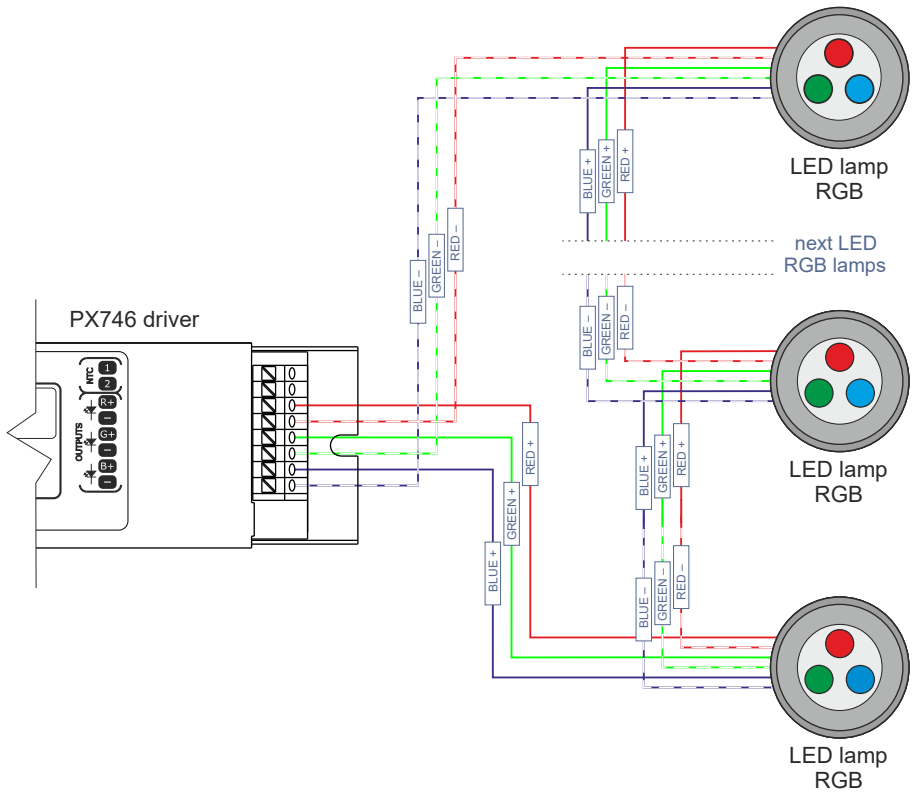 LED lamp
RGB
BLUE +
GREEN +
RED +
BLUE –
GREEN –
RED –
next LED
RGB lamps
PX746 driver
BLUE –
GREEN –
RED –
NTC
1
2
OUTPUTS
R+
–
G+
–
B+
–
LED lamp
RGB
RED +
GREEN +
BLUE +
BLUE +
GREEN +
RED +
BLUE –
GREEN –
RED –
LED lamp
RGB